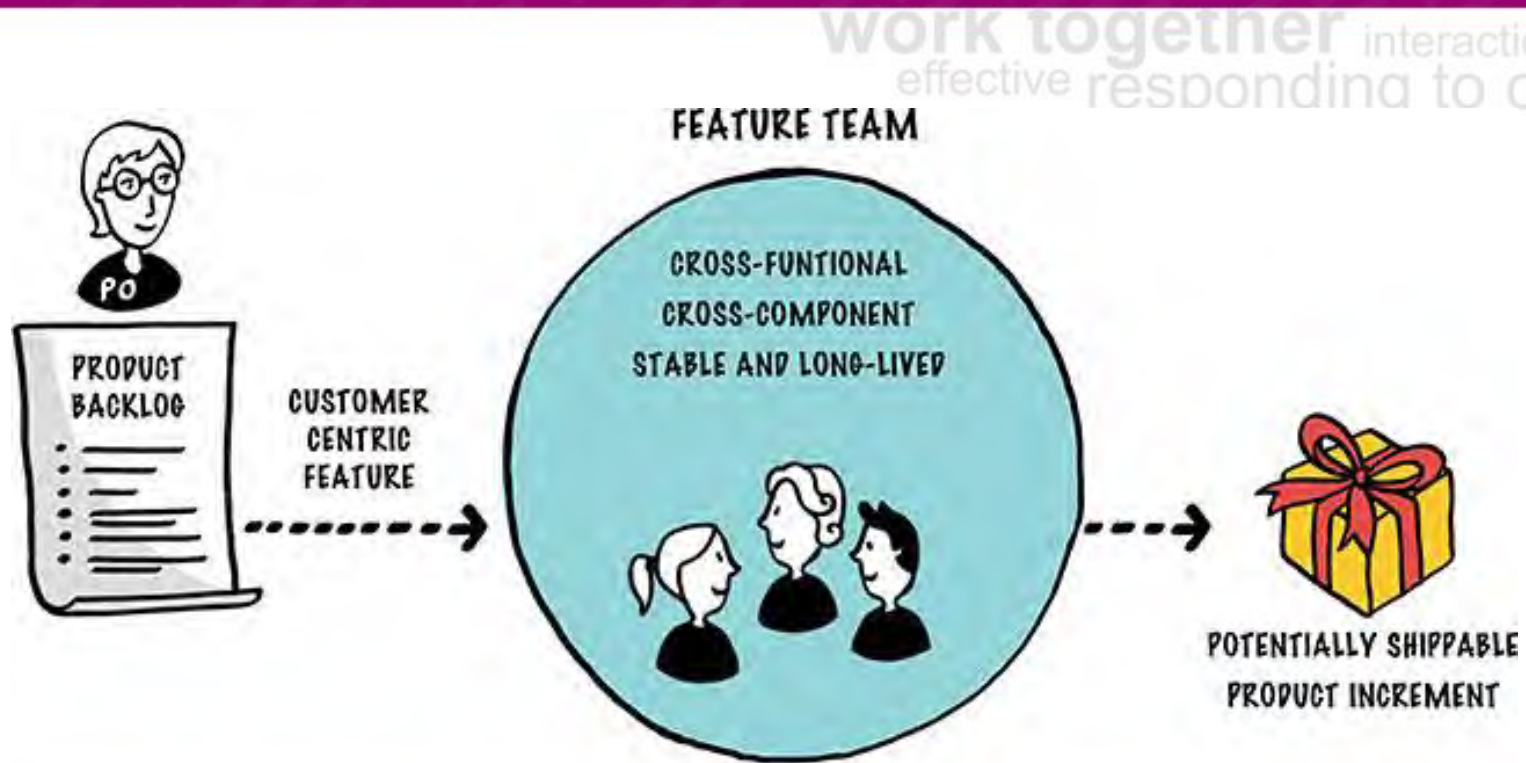 work together interacti
effective responding to c
FEATURE TEAM
PO
PRODUCT
BACKLOG
CUSTOMER
CENTRIC
FEATURE
CROSS-FUNTIONAL
CROSS-COMPONENT
STABLE AND LONG-LIVED
POTENTIALLY SHIPPABLE
PRODUCT INCREMENT